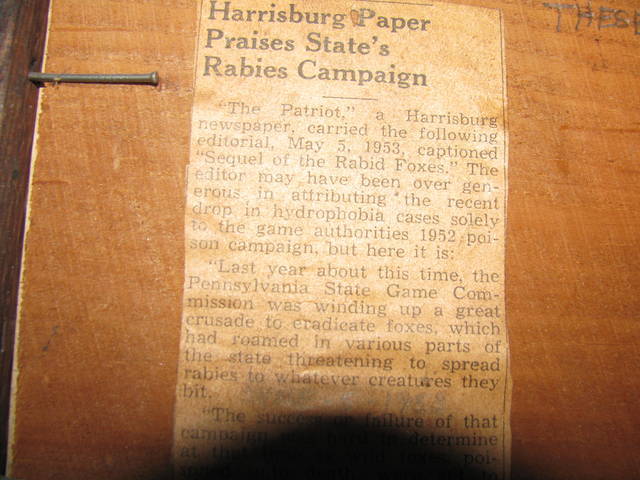 Harrisburg Paper
Praises State's
Rabies Campaign
"The Patriot," a Harrisburg
newspaper, carried the following
editorial, May 5, 1953, captioned
"Sequel of the Rabid Foxes." The
editor may have been over gen-
erous in attributing the recent
drop in hydrophobia cases solely
to the game authorities 1952 poi-
son campaign, but here it is:
"Last year about this time, the
Pennsylvania State Game Com-
mission was winding up a great
crusade to eradicate foxes, which
had roamed in various parts of
the state threatening to spread
rabies to whatever creatures they
bit.
"The success or failure of that
campaign hard to determine
at that